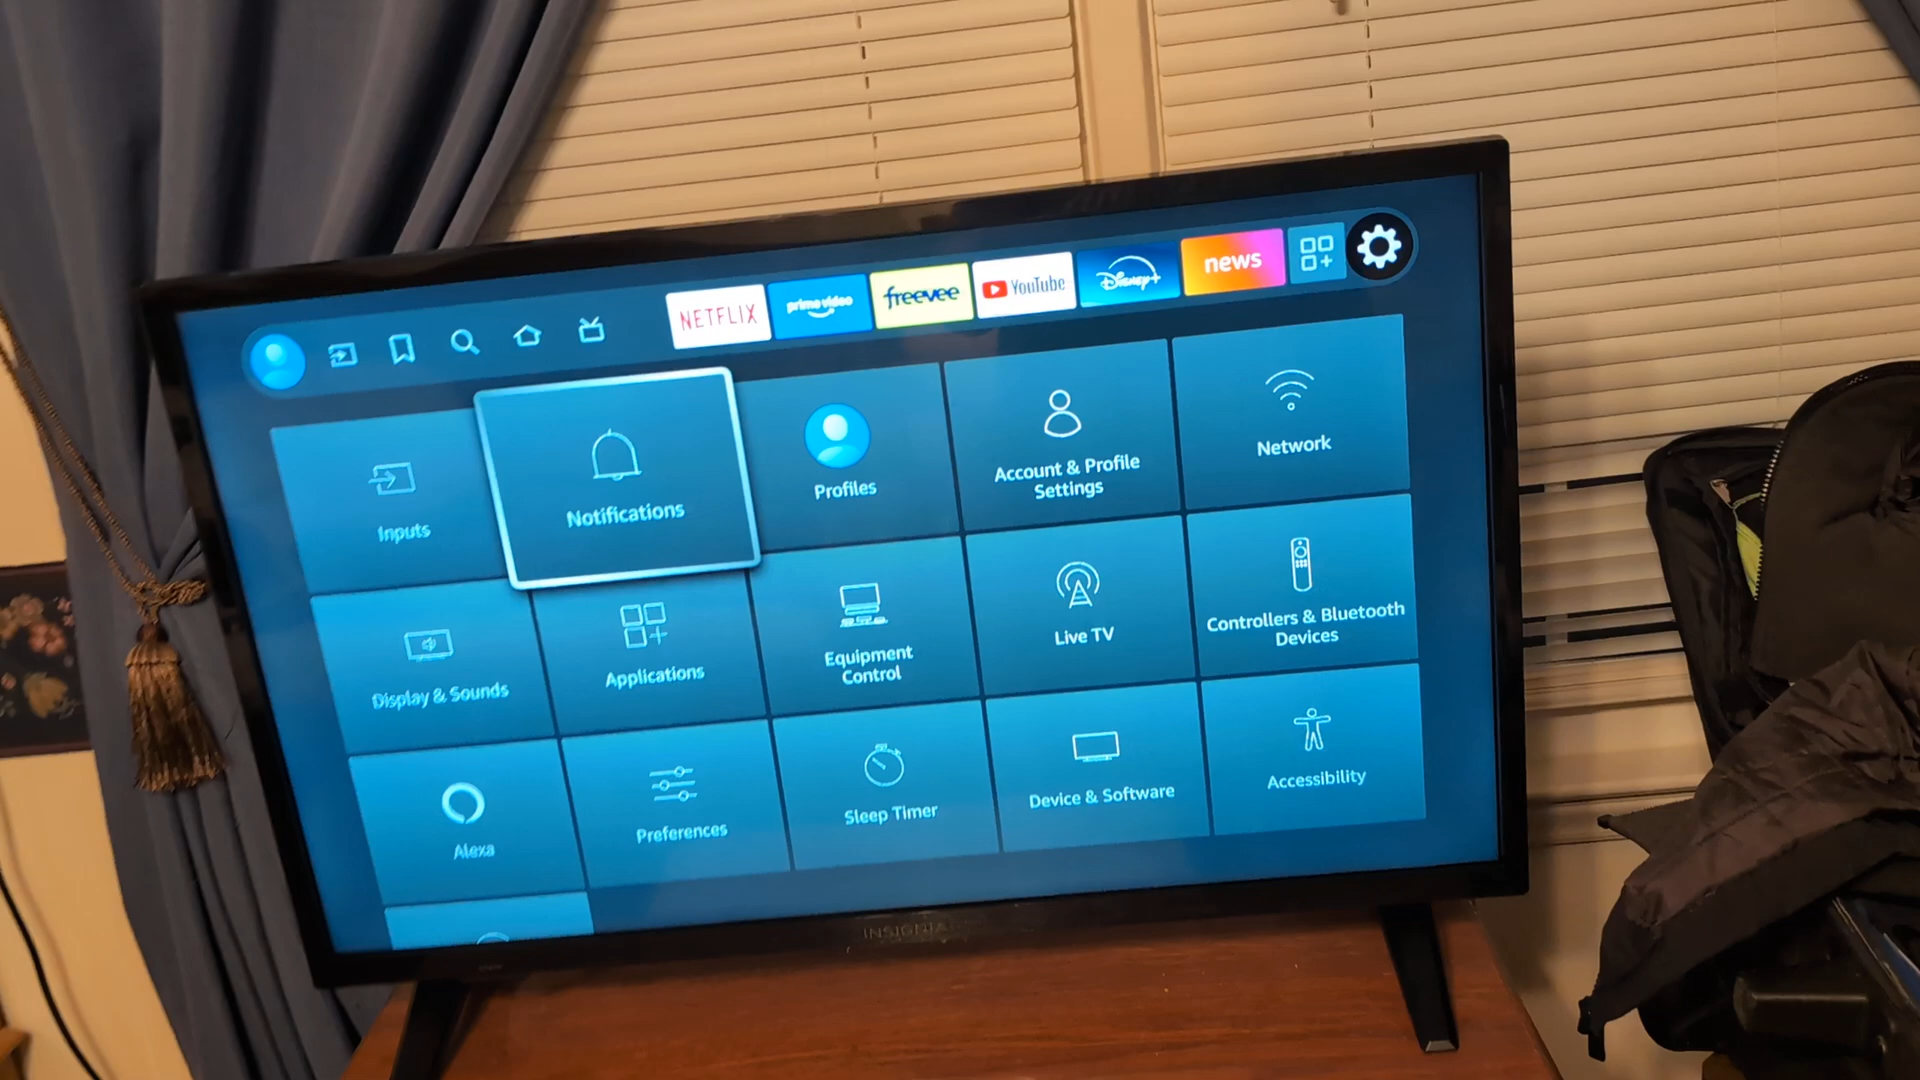 NETFLIX
prime video
freevee
YouTube
Disney+
news
Inputs
Notifications
Profiles
Account & Profile
Settings
Network
Display & Sounds
Applications
Equipment
Control
Live TV
Controllers & Bluetooth
Devices
Alexa
Preferences
Sleep Timer
Device & Software
Accessibility
INSIGNIA